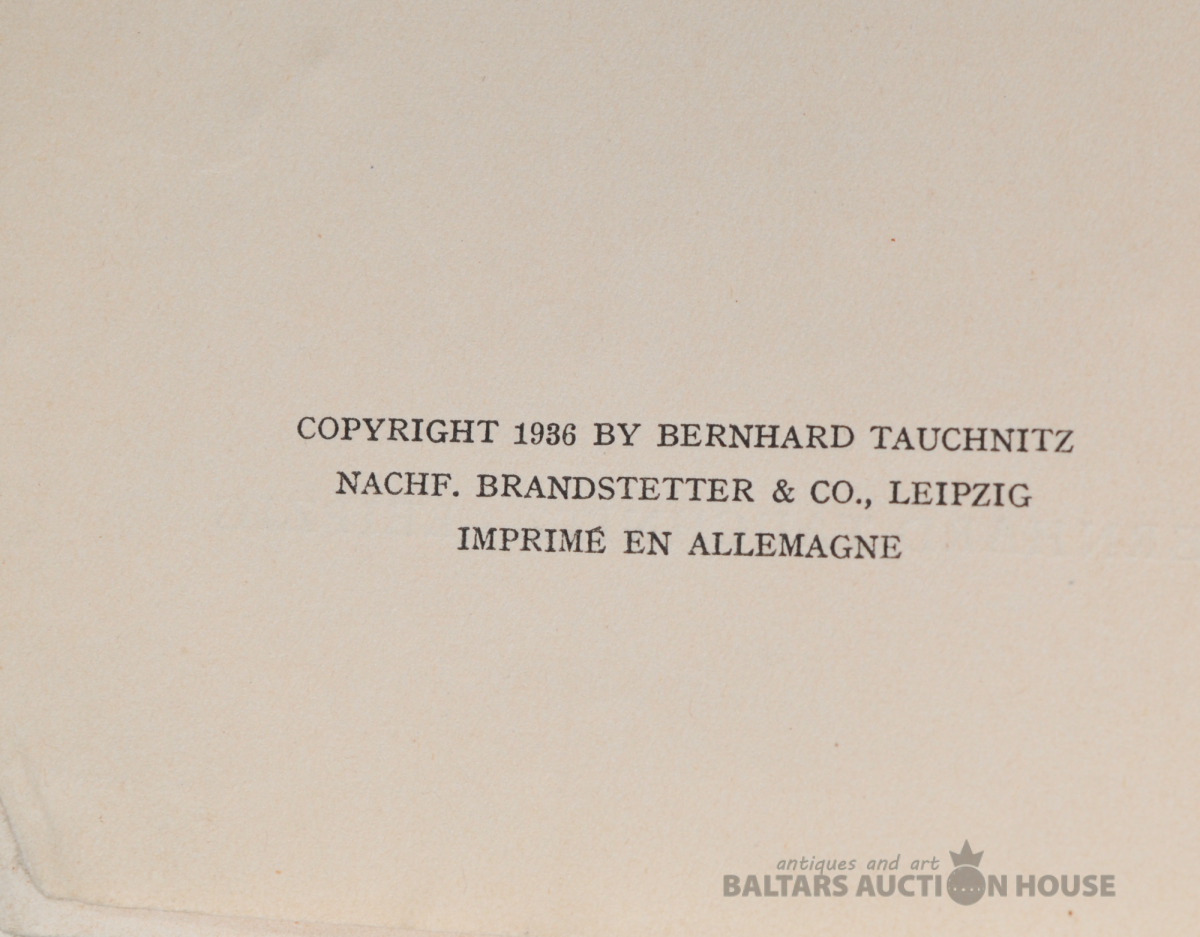 COPYRIGHT 1936 BY BERNHARD TAUCHNITZ
NACHF. BRANDSTETTER & CO., LEIPZIG
IMPRIMÉ EN ALLEMAGNE
antiques and art
BALTARS AUCTION HOUSE